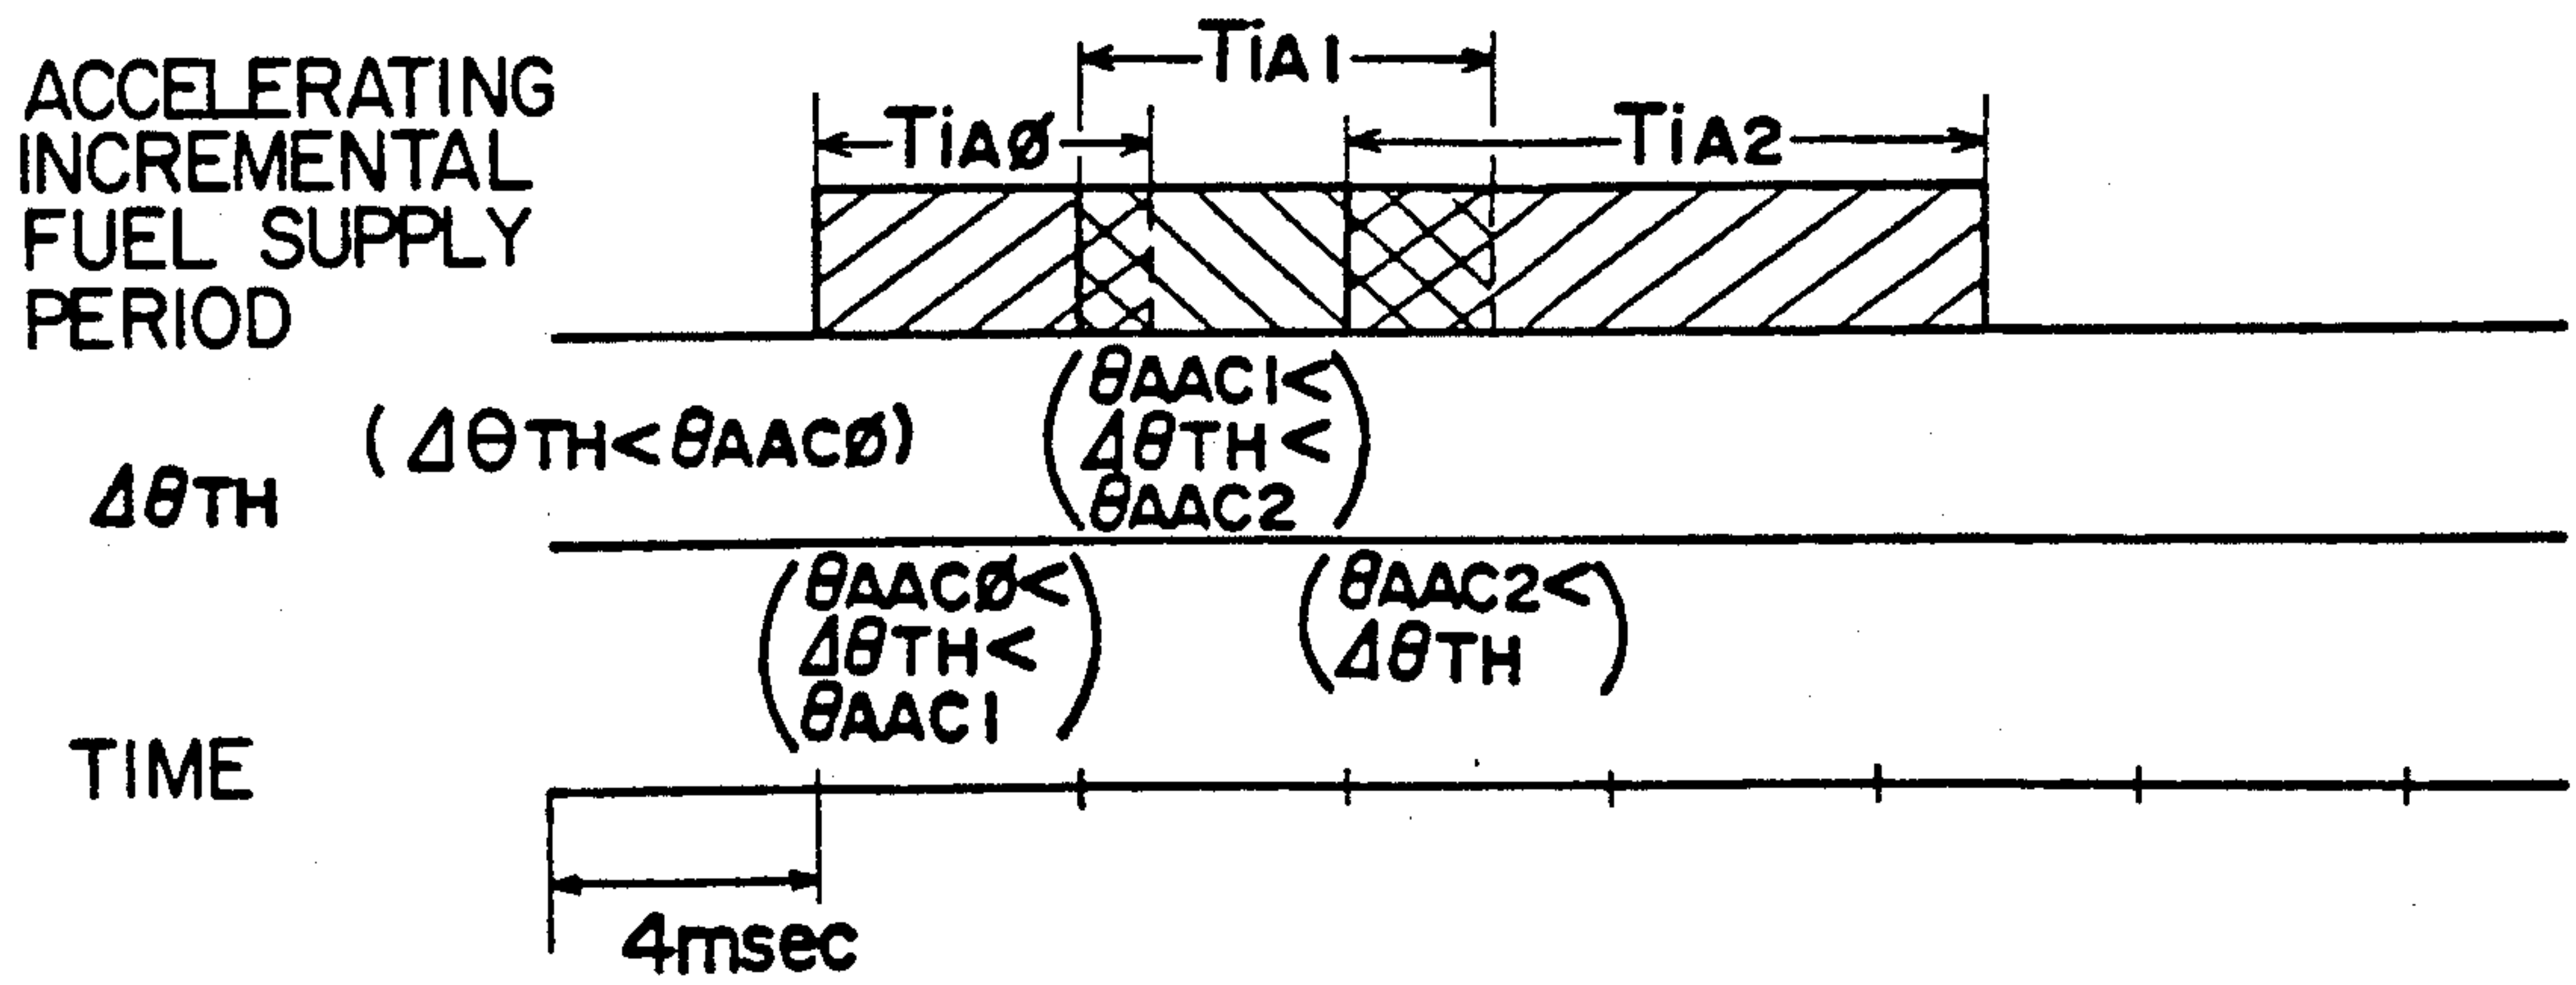 ACCELERATING
INCREMENTAL
FUEL SUPPLY
PERIOD
TiA1
TiAØ
TiA2
ΔθTH
(ΔθTH<θAACØ)
(θAAC1<
ΔθTH<
θAAC2)
(θAACØ<
ΔθTH<
θAAC1)
(θAAC2<
ΔθTH)
TIME
4msec